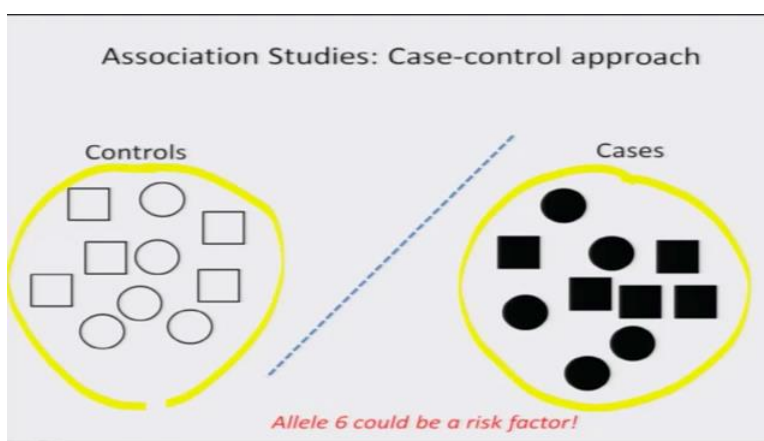 Association Studies: Case-control approach
Controls
Cases
Allele 6 could be a risk factor!